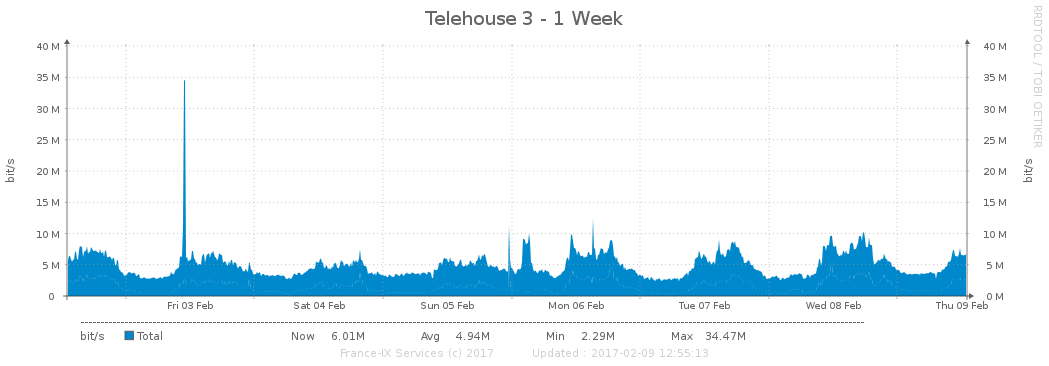 Telehouse 3 - 1 Week
RRDTOOL / TOBI OETIKER
bit/s
bit/s
40 M 40 M
35 M 35 M
30 M 30 M
25 M 25 M
20 M 20 M
15 M 15 M
10 M 10 M
5 M 5 M
0 0 M
Fri 03 Feb Sat 04 Feb Sun 05 Feb Mon 06 Feb Tue 07 Feb Wed 08 Feb Thu 09 Feb
bit/s Total Now 6.01M Avg 4.94M Min 2.29M Max 34.47M
France-IX Services (c) 2017 Updated : 2017-02-09 12:55:13